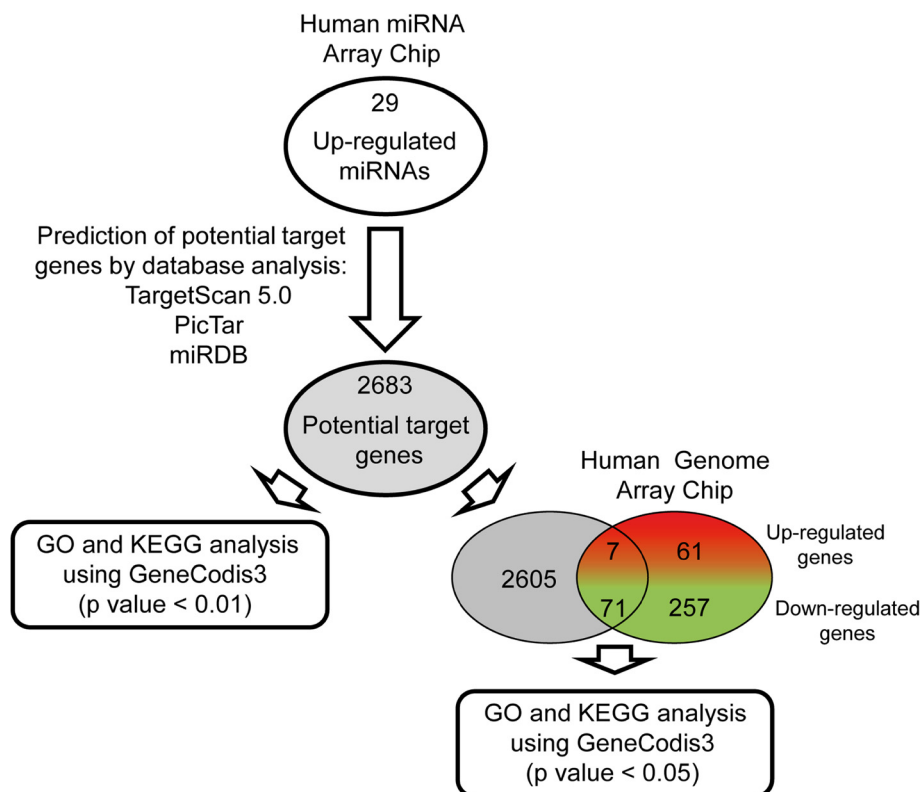 Human miRNA
Array Chip
29
Up-regulated
miRNAs
Prediction of potential target
genes by database analysis:
TargetScan 5.0
PicTar
miRDB
2683
Potential target
genes
GO and KEGG analysis
using GeneCodis3
(p value < 0.01)
Human Genome
Array Chip
2605
7
61
71
257
Up-regulated
genes
Down-regulated
genes
GO and KEGG analysis
using GeneCodis3
(p value < 0.05)